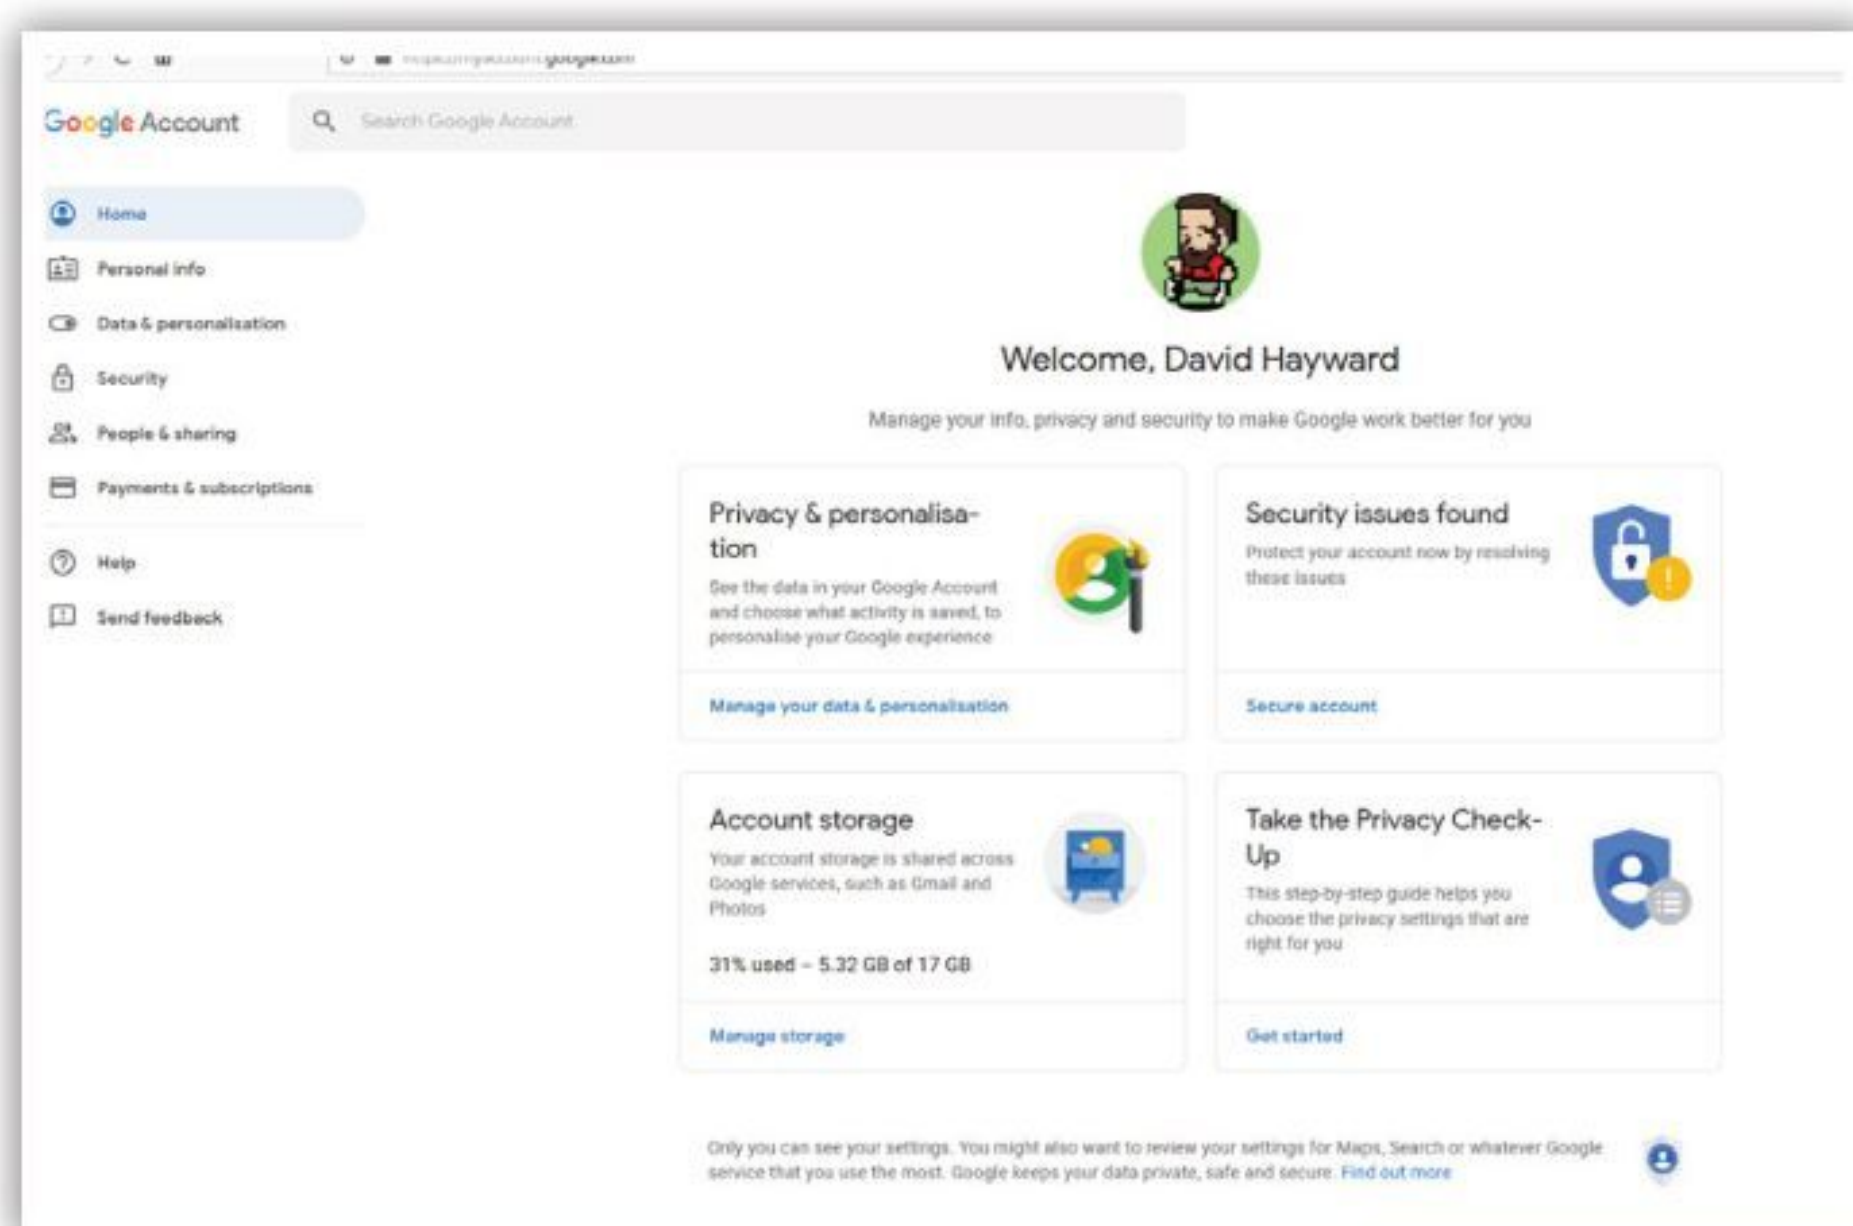 google.com
Google Account
Search Google Account
Home
Personal info
Data & personalisation
Security
People & sharing
Payments & subscriptions
Help
Send feedback
Welcome, David Hayward
Manage your info, privacy and security to make Google work better for you
Privacy & personalisa-
tion
See the data in your Google Account
and choose what activity is saved, to
personalise your Google experience
Manage your data & personalisation
Security issues found
Protect your account now by resolving
these issues
Secure account
Account storage
Your account storage is shared across
Google services, such as Gmail and
Photos
31% used – 5.32 GB of 17 GB
Manage storage
Take the Privacy Check-
Up
This step-by-step guide helps you
choose the privacy settings that are
right for you
Get started
Only you can see your settings. You might also want to review your settings for Maps, Search or whatever Google
service that you use the most. Google keeps your data private, safe and secure. Find out more